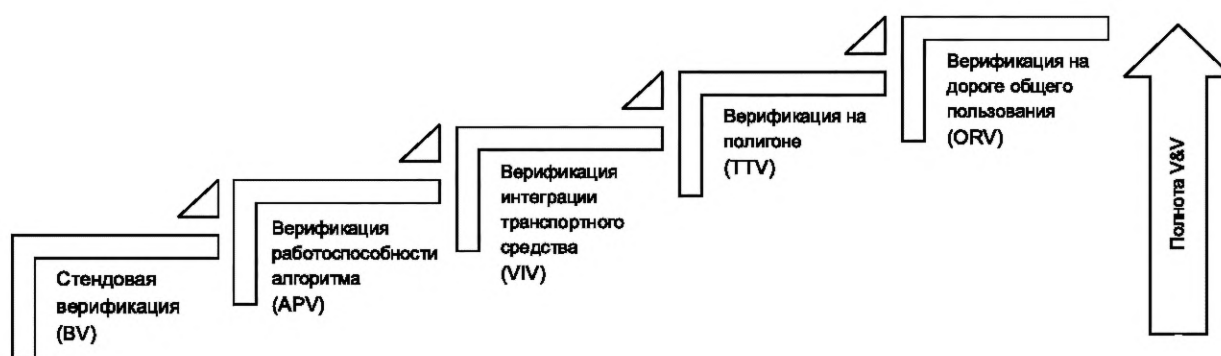 Стендовая
верификация
(BV)
Верификация
работоспособности
алгоритма
(APV)
Верификация
интеграции
транспортного
средства
(VIV)
Верификация на
полигоне
(TTV)
Верификация на
дороге общего
пользования
(ORV)
Полнота V&V